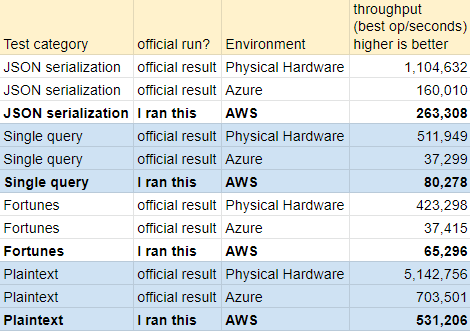 throughput
(best op/seconds)
Test category official run? Environment higher is better
JSON serialization official result Physical Hardware 1,104,632
JSON serialization official result Azure 160,010
JSON serialization I ran this AWS 263,308
Single query official result Physical Hardware 511,949
Single query official result Azure 37,299
Single query I ran this AWS 80,278
Fortunes official result Physical Hardware 423,298
Fortunes official result Azure 37,415
Fortunes I ran this AWS 65,296
Plaintext official result Physical Hardware 5,142,756
Plaintext official result Azure 703,501
Plaintext I ran this AWS 531,206